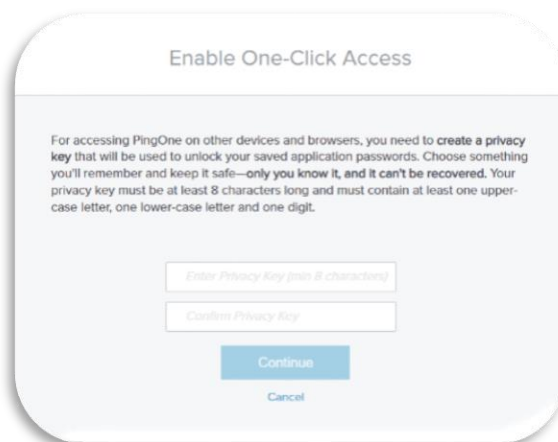 Enable One-Click Access
For accessing PingOne on other devices and browsers, you need to create a privacy
key that will be used to unlock your saved application passwords. Choose something
you'll remember and keep it safe—only you know it, and it can't be recovered. Your
privacy key must be at least 8 characters long and must contain at least one upper-
case letter, one lower-case letter and one digit.
Enter Privacy Key (min 8 characters)
Confirm Privacy Key
Continue
Cancel